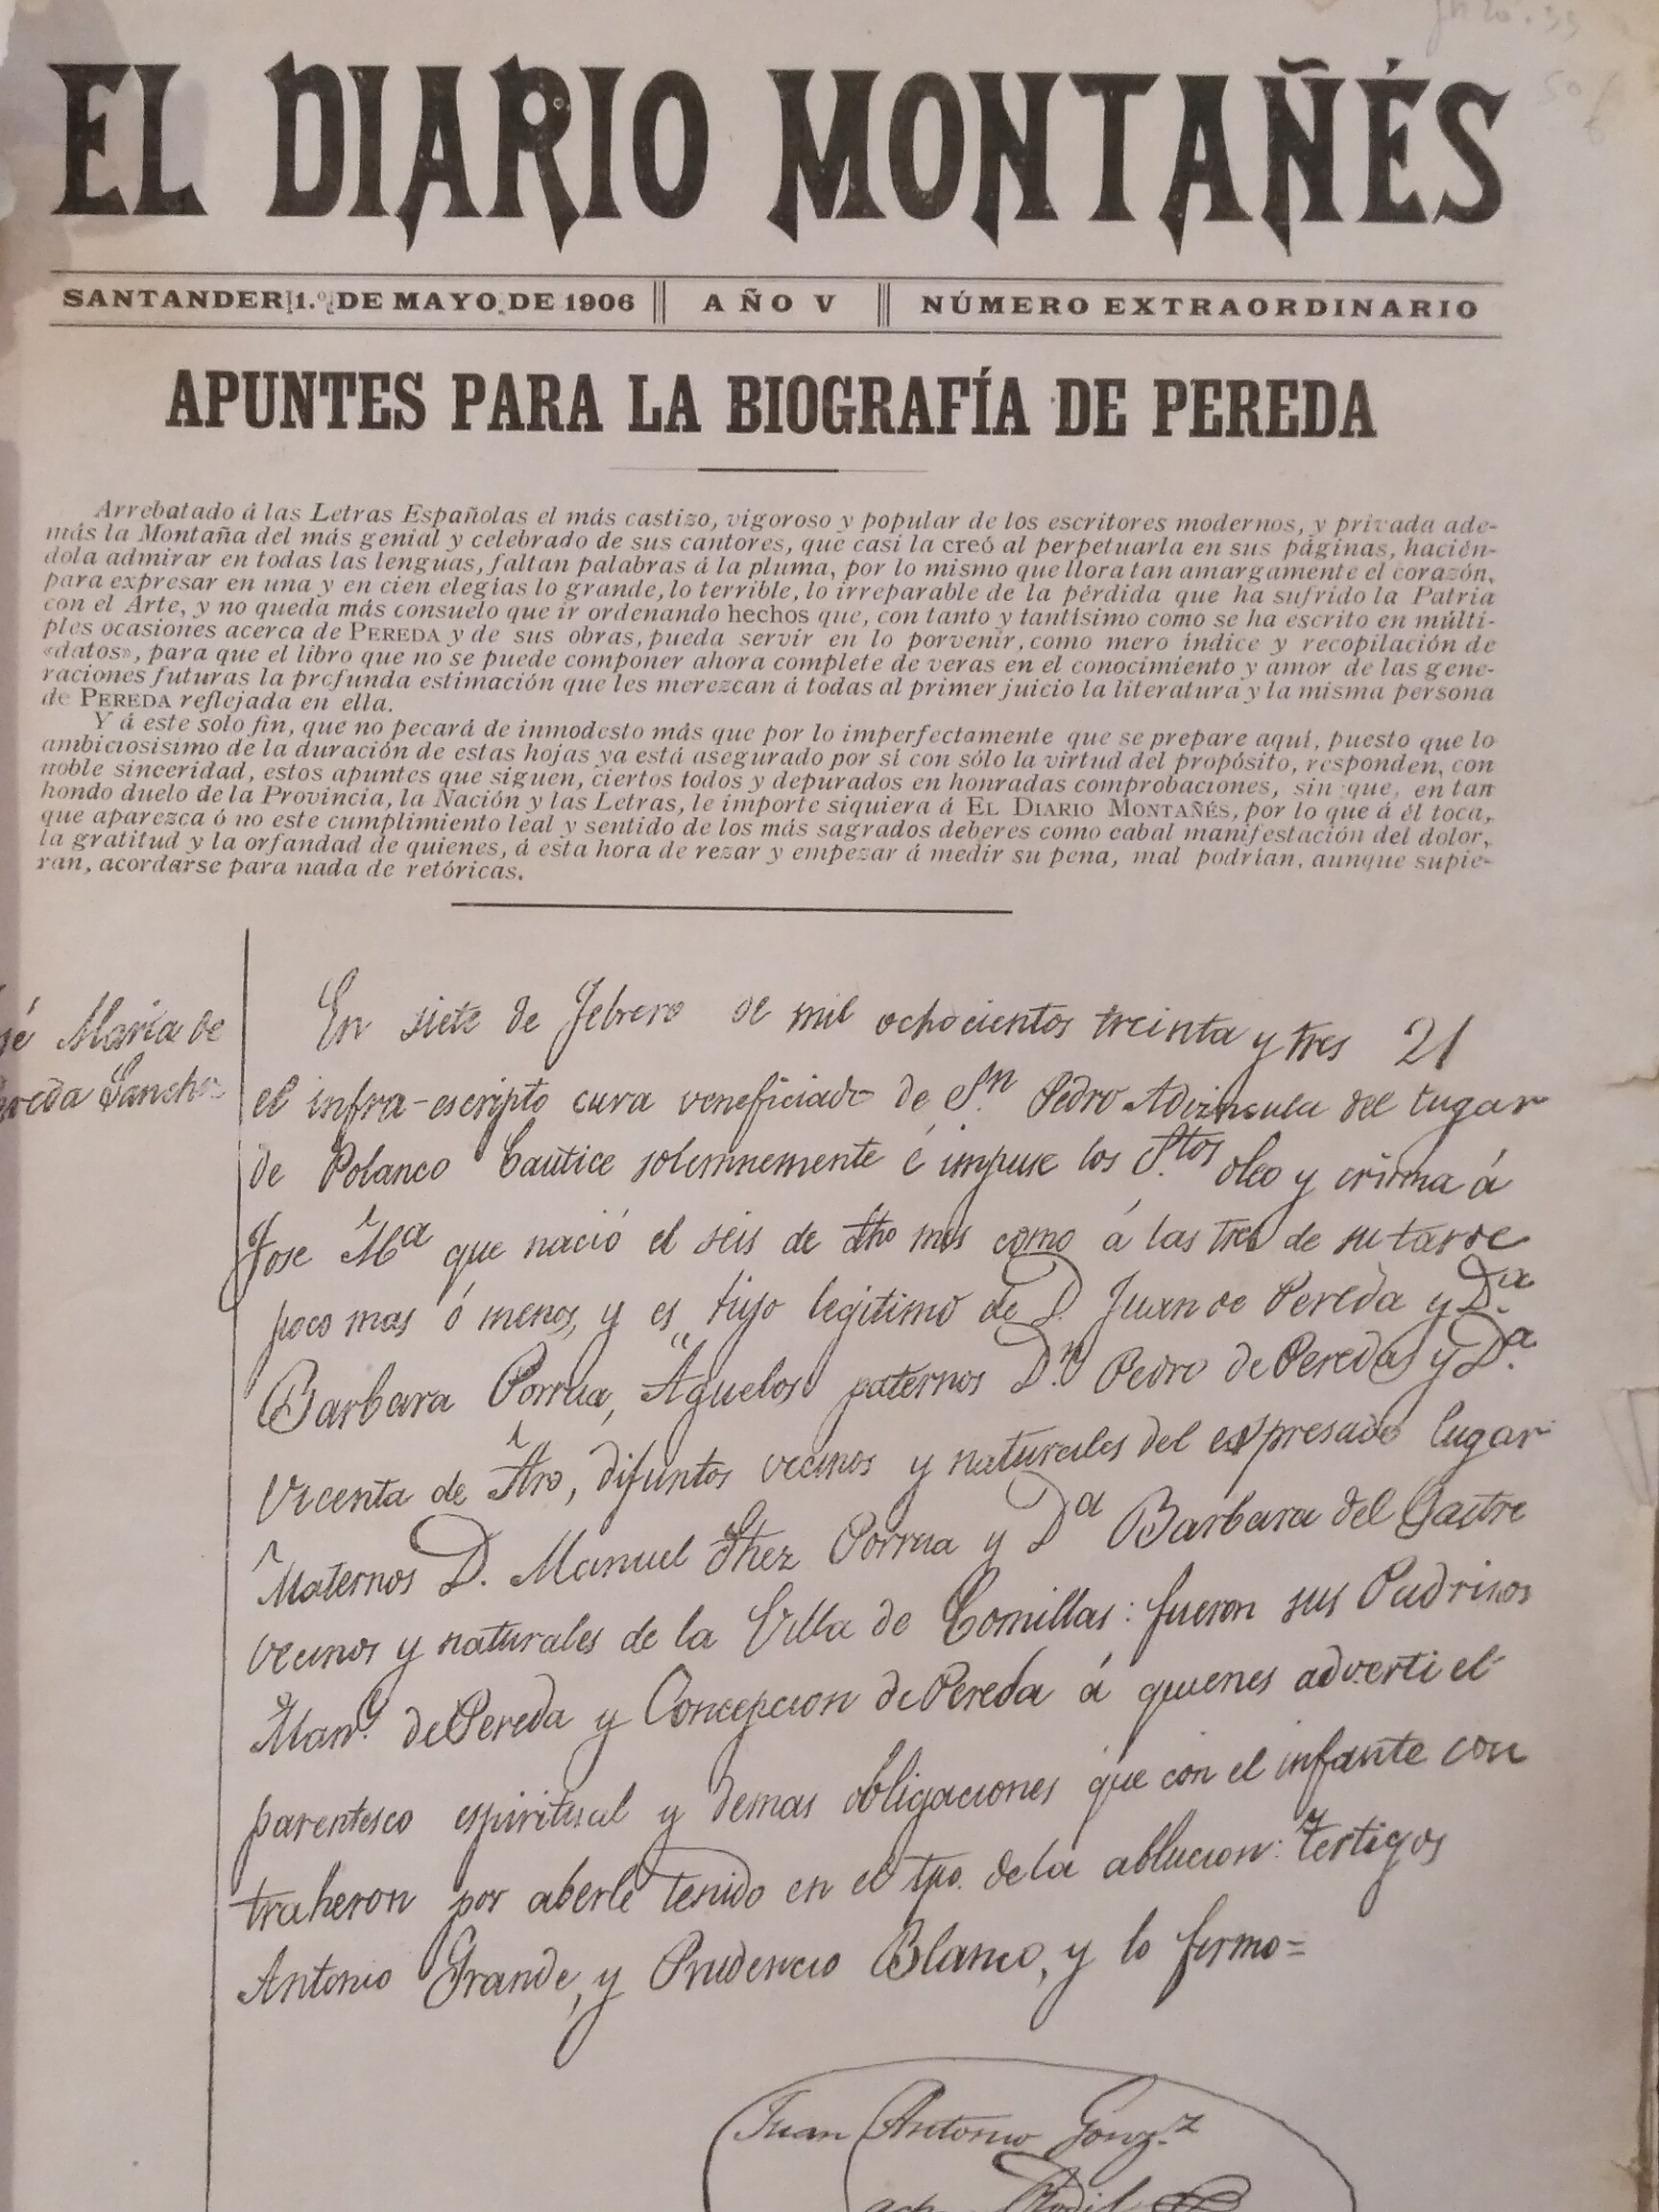 EL DIARIO MONTAÑÉS
SANTANDER 1.º DE MAYO DE 1906 AÑO V NÚMERO EXTRAORDINARIO
APUNTES PARA LA BIOGRAFÍA DE PEREDA
Arrebatado á las Letras Españolas el más castizo, vigoroso y popular de los escritores modernos, y privada ade-
más la Montaña del más genial y celebrado de sus cantores, que casi la creó al perpetuarla en sus páginas, hacién-
dola admirar en todas las lenguas, faltan palabras á la pluma, por lo mismo que llora tan amargamente el corazón,
para expresar en una y en cien elegías lo grande, lo terrible, lo irreparable de la pérdida que ha sufrido la Patria
con el Arte, y no queda más consuelo que ir ordenando hechos que, con tanto y tantísimo como se ha escrito en múlti-
ples ocasiones acerca de PEREDA y de sus obras, pueda servir en lo porvenir, como mero índice y recopilación de
«datos», para que el libro que no se puede componer ahora complete de veras en el conocimiento y amor de las gene-
raciones futuras la profunda estimación que les merezcan á todas al primer juicio la literatura y la misma persona
de PEREDA reflejada en ella.
Y á este solo fin, que no pecará de inmodesto más que por lo imperfectamente que se prepare aquí, puesto que lo
ambiciosísimo de la duración de estas hojas ya está asegurado por sí con sólo la virtud del propósito, responden, con
noble sinceridad, estos apuntes que siguen, ciertos todos y depurados en honradas comprobaciones, sin que, en tan
hondo duelo de la Provincia, la Nación y las Letras, le importe siquiera á EL DIARIO MONTAÑÉS, por lo que á él toca,
que aparezca ó no este cumplimiento leal y sentido de los más sagrados deberes como cabal manifestación del dolor,
la gratitud y la orfandad de quienes, á esta hora de rezar y empezar á medir su pena, mal podrían, aunque supie-
ran, acordarse para nada de retóricas.
sé María de
ereda Sanchz
En siete de Febrero de mil ochocientos treinta y tres 21
el infra-escripto cura veneficiado de Sn. Pedro Advincula del lugar
de Polanco bautice solemnemente é impuse los Stos. oleo y crisma á
Jose Ma que nació el seis de dho mes como á las tres de su tarde
poco mas ó menos, y es hijo legitimo de D. Juan de Pereda y Da.
Barbara Porrua, Aguelos paternos Dn. Pedro de Pereda y Da.
Vicenta de Aro, difuntos vecinos y naturales del expresado lugar
Maternos D. Manuel Shez Porrua y Da Barbara del Castre
vecinos y naturales de la Villa de Comillas: fueron sus Padrinos
Manl. de Pereda y Concepcion de Pereda á quienes adverti el
parentesco espiritual y demas obligaciones que con el infante con
traheron por aberle tenido en el tpo. de la ablucion: Testigos
Antonio Grande, y Prudencio Blanco, y lo firmo=
Juan Antonio Gonz.z